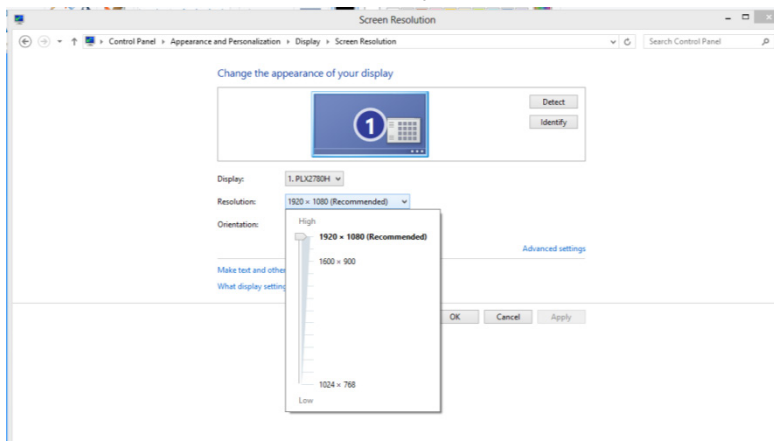 Screen Resolution
Control Panel Appearance and Personalization Display Screen Resolution
Search Control Panel
Change the appearance of your display
1
Detect
Identify
Display: 1. PLX2780H
Resolution: 1920 × 1080 (Recommended)
Orientation:
High
1920 × 1080 (Recommended)
1600 × 900
1024 × 768
Low
Advanced settings
Make text and other
What display setting
OK Cancel Apply